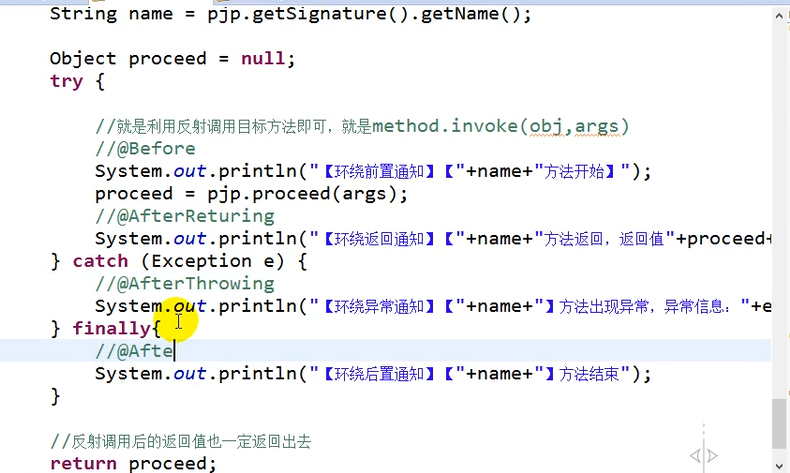 String name = pjp.getSignature().getName();
Object proceed = null;
try {
//就是利用反射调用目标方法即可，就是method.invoke(obj,args)
//@Before
System.out.println("【环绕前置通知】【"+name+"方法开始】");
proceed = pjp.proceed(args);
//@AfterReturing
System.out.println("【环绕返回通知】【"+name+"方法返回，返回值"+proceed+
} catch (Exception e) {
//@AfterThrowing
System.out.println("【环绕异常通知】【"+name+"】方法出现异常，异常信息："+e
} finally{
//@Afte
System.out.println("【环绕后置通知】【"+name+"】方法结束");
}
//反射调用后的返回值也一定返回出去
return proceed;